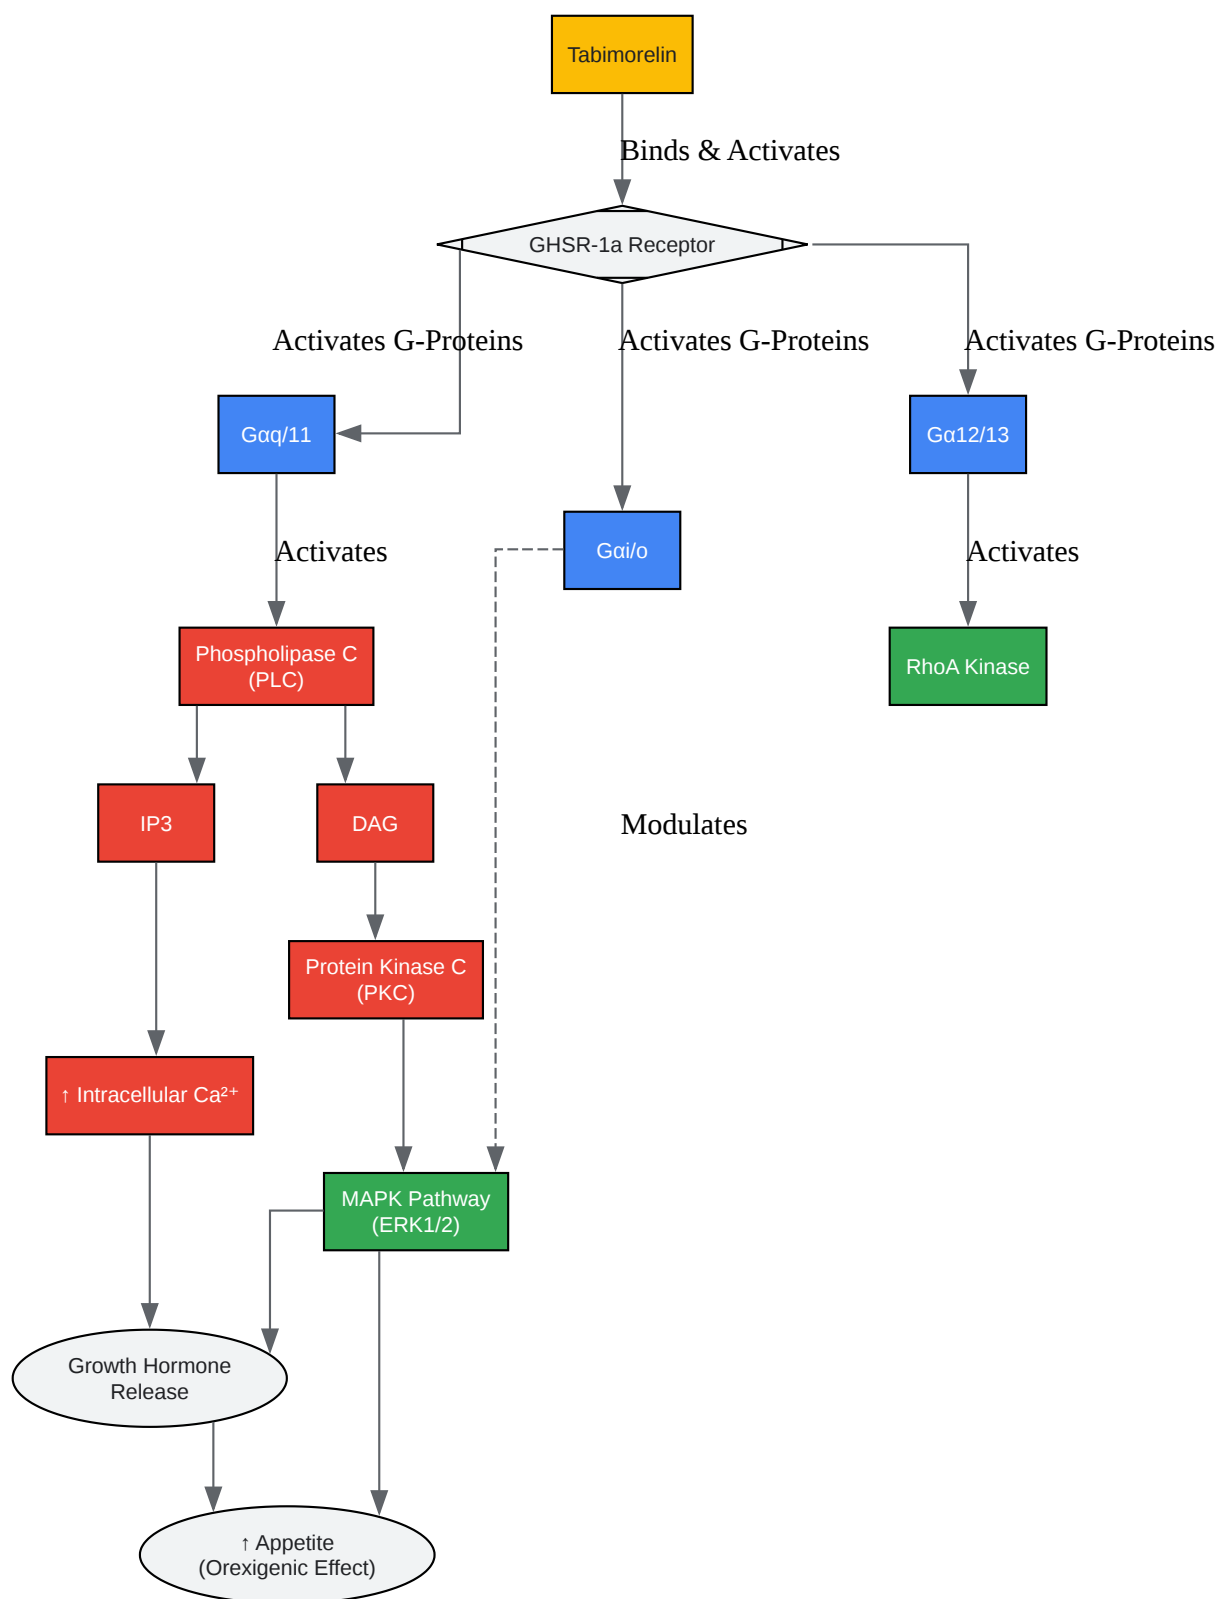 Tabimorelin
Binds & Activates
GHSR-1a Receptor
Activates G-Proteins
Activates G-Proteins
Activates G-Proteins
Gαq/11
Gα12/13
Gαi/o
Activates
Activates
Phospholipase C
(PLC)
RhoA Kinase
IP3
DAG
Modulates
Protein Kinase C
(PKC)
↑ Intracellular Ca²⁺
MAPK Pathway
(ERK1/2)
Growth Hormone
Release
↑ Appetite
(Orexigenic Effect)